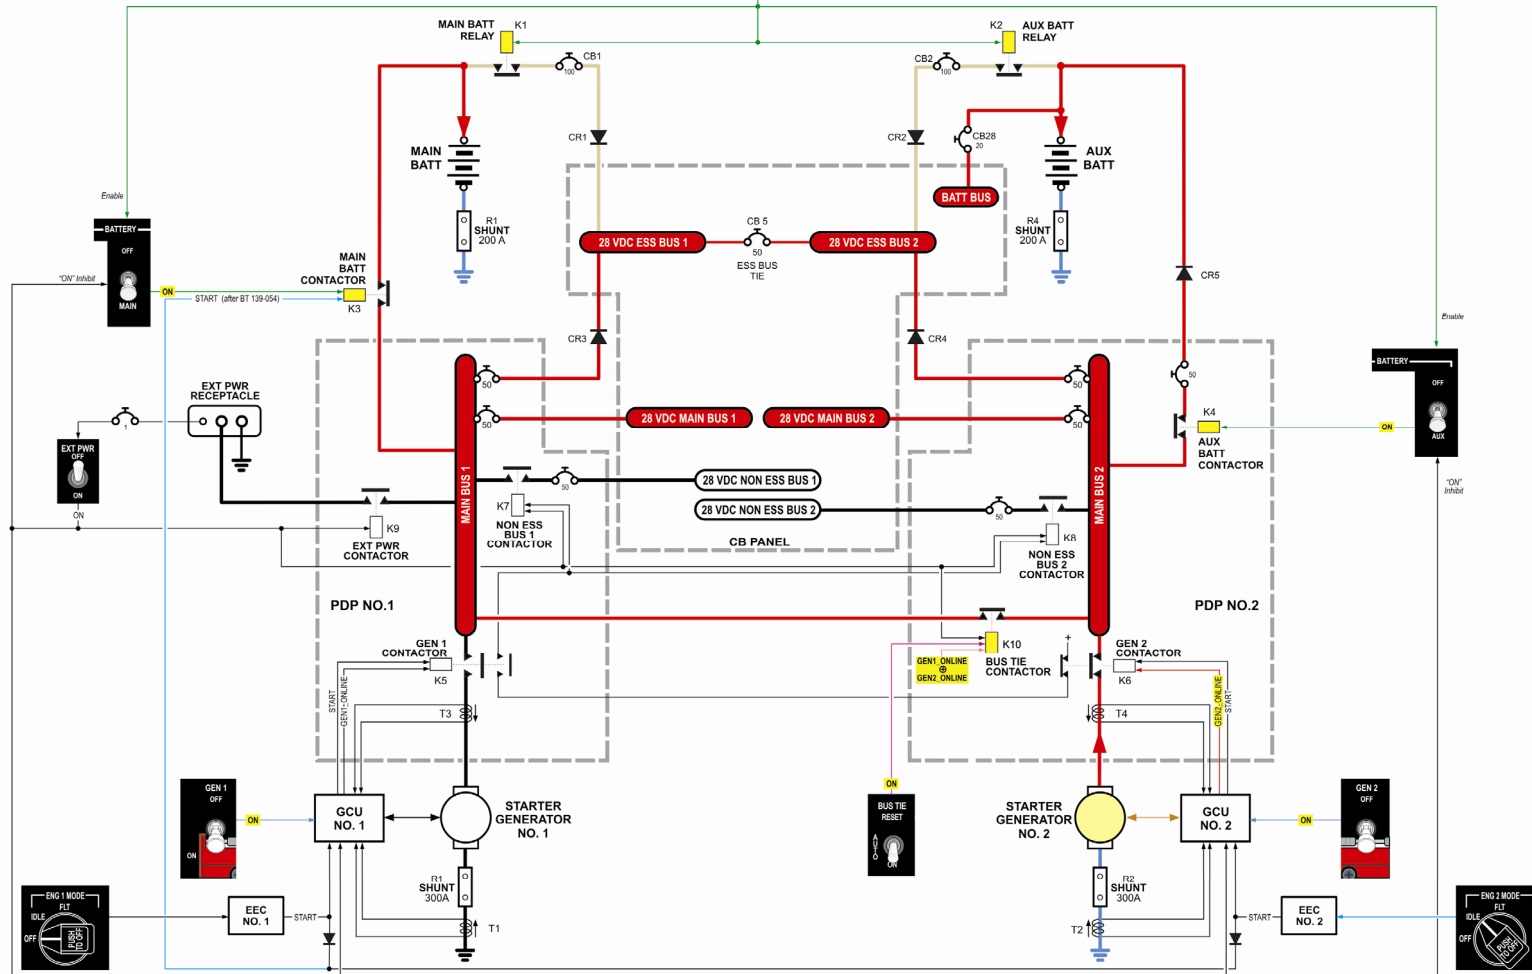 MAIN BATT
RELAY
K1
K2
AUX BATT
RELAY
CB1
100
CB2
100
CR1
CR2
CB28
20
MAIN
BATT
AUX
BATT
BATT BUS
Enable
BATTERY
OFF
MAIN
"ON" Inhibit
ON
START (after BT 139-054)
R1
SHUNT
200 A
R4
SHUNT
200 A
28 VDC ESS BUS 1
CB 5
50
ESS BUS
TIE
28 VDC ESS BUS 2
MAIN
BATT
CONTACTOR
K3
CR5
CR3
CR4
Enable
BATTERY
OFF
AUX
"ON"
Inhibit
50
50
50
K4
AUX
BATT
CONTACTOR
ON
EXT PWR
RECEPTACLE
1
EXT PWR
OFF
ON
ON
50
28 VDC MAIN BUS 1
28 VDC MAIN BUS 2
50
MAIN BUS 1
MAIN BUS 2
28 VDC NON ESS BUS 1
28 VDC NON ESS BUS 2
50
50
K9
EXT PWR
CONTACTOR
K7
NON ESS
BUS 1
CONTACTOR
CB PANEL
K8
NON ESS
BUS 2
CONTACTOR
PDP NO.1
PDP NO.2
GEN 1
CONTACTOR
K5
K10
BUS TIE
CONTACTOR
GEN1_ONLINE
⊕
GEN2_ONLINE
+
GEN 2
CONTACTOR
K6
START
GEN1_ONLINE
GEN2_ONLINE
START
T3
T4
GEN 1
OFF
ON
ON
GCU
NO. 1
STARTER
GENERATOR
NO. 1
ON
BUS TIE
RESET
AUTO
ON
STARTER
GENERATOR
NO. 2
GCU
NO. 2
ON
GEN 2
OFF
R1
SHUNT
300A
R2
SHUNT
300A
ENG 1 MODE
FLT
IDLE
OFF
PUSH
TO OFF
EEC
NO. 1
START
T1
T2
START
EEC
NO. 2
ENG 2 MODE
FLT
IDLE
OFF
PUSH
TO OFF